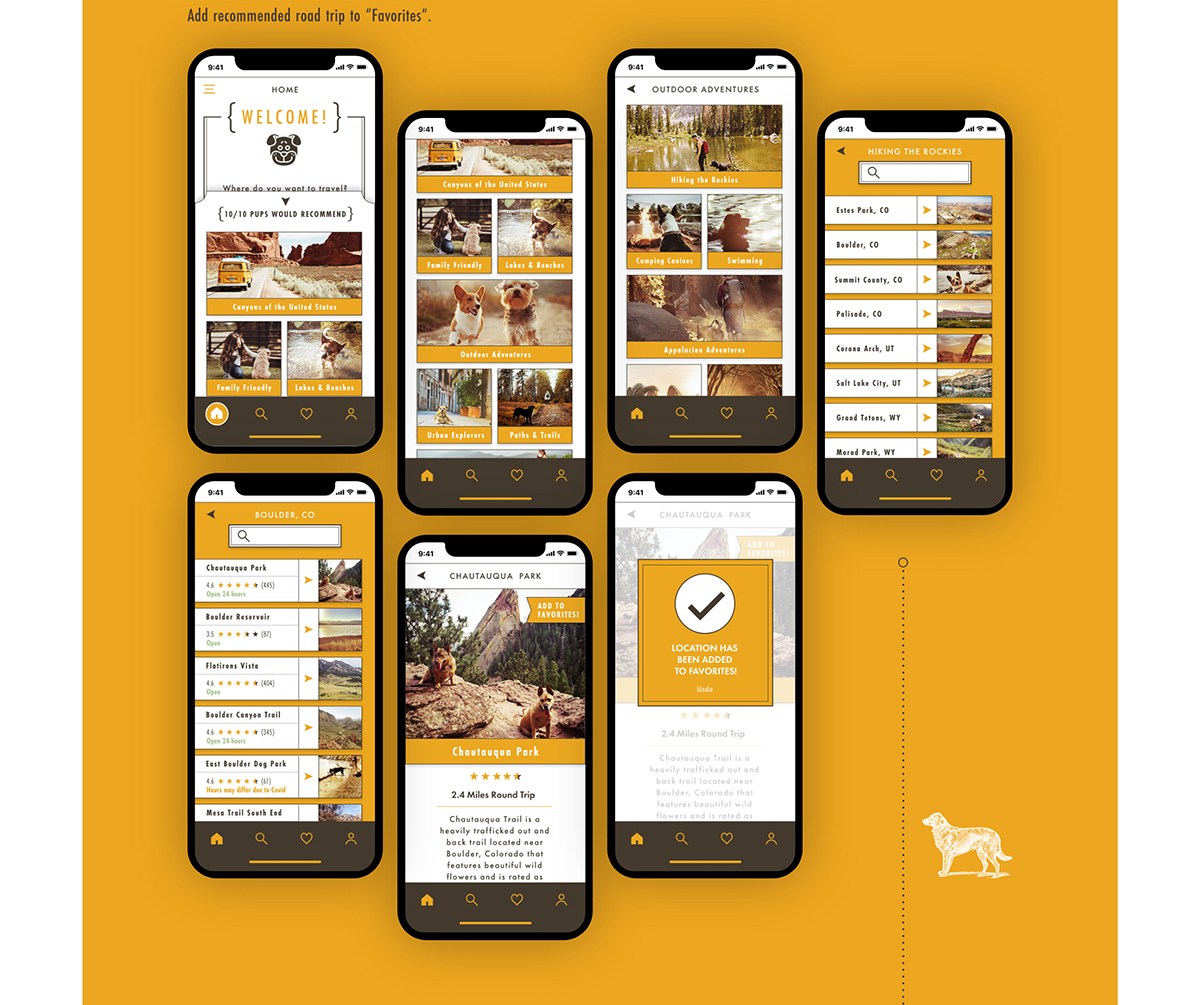 Add recommended road trip to “Favorites”.
9:41
HOME
{WELCOME!}
Where do you want to travel?
{10/10 PUPS WOULD RECOMMEND}
Canyons of the United States
Family Friendly
Lakes & Beaches
9:41
Canyons of the United States
Family Friendly
Lakes & Beaches
Outdoor Adventures
Urban Explorers
Paths & Trails
9:41
OUTDOOR ADVENTURES
Hiking the Rockies
Camping Canines
Swimming
Appalacian Adventures
9:41
HIKING THE ROCKIES
Estes Park, CO
Boulder, CO
Summit County, CO
Palisade, CO
Corona Arch, UT
Salt Lake City, UT
Grand Tetons, WY
Morad Park, WY
9:41
BOULDER, CO
Chautauqua Park
4.6 (445)
Open 24 hours
Boulder Reservoir
3.5 (87)
Open
Flatirons Vista
4.6 (404)
Open
Boulder Canyon Trail
4.6 (345)
Open 24 hours
East Boulder Dog Park
4.6 (61)
Hours may differ due to Covid
Mesa Trail South End
9:41
CHAUTAUQUA PARK
ADD TO
FAVORITES!
Chautauqua Park
2.4 Miles Round Trip
Chautauqua Trail is a
heavily trafficked out and
back trail located near
Boulder, Colorado that
features beautiful wild
flowers and is rated as
9:41
CHAUTAUQUA PARK
ADD TO
FAVORITES!
LOCATION HAS
BEEN ADDED
TO FAVORITES!
Undo
2.4 Miles Round Trip
Chautauqua Trail is a
heavily trafficked out and
back trail located near
Boulder, Colorado that
features beautiful wild
flowers and is rated as